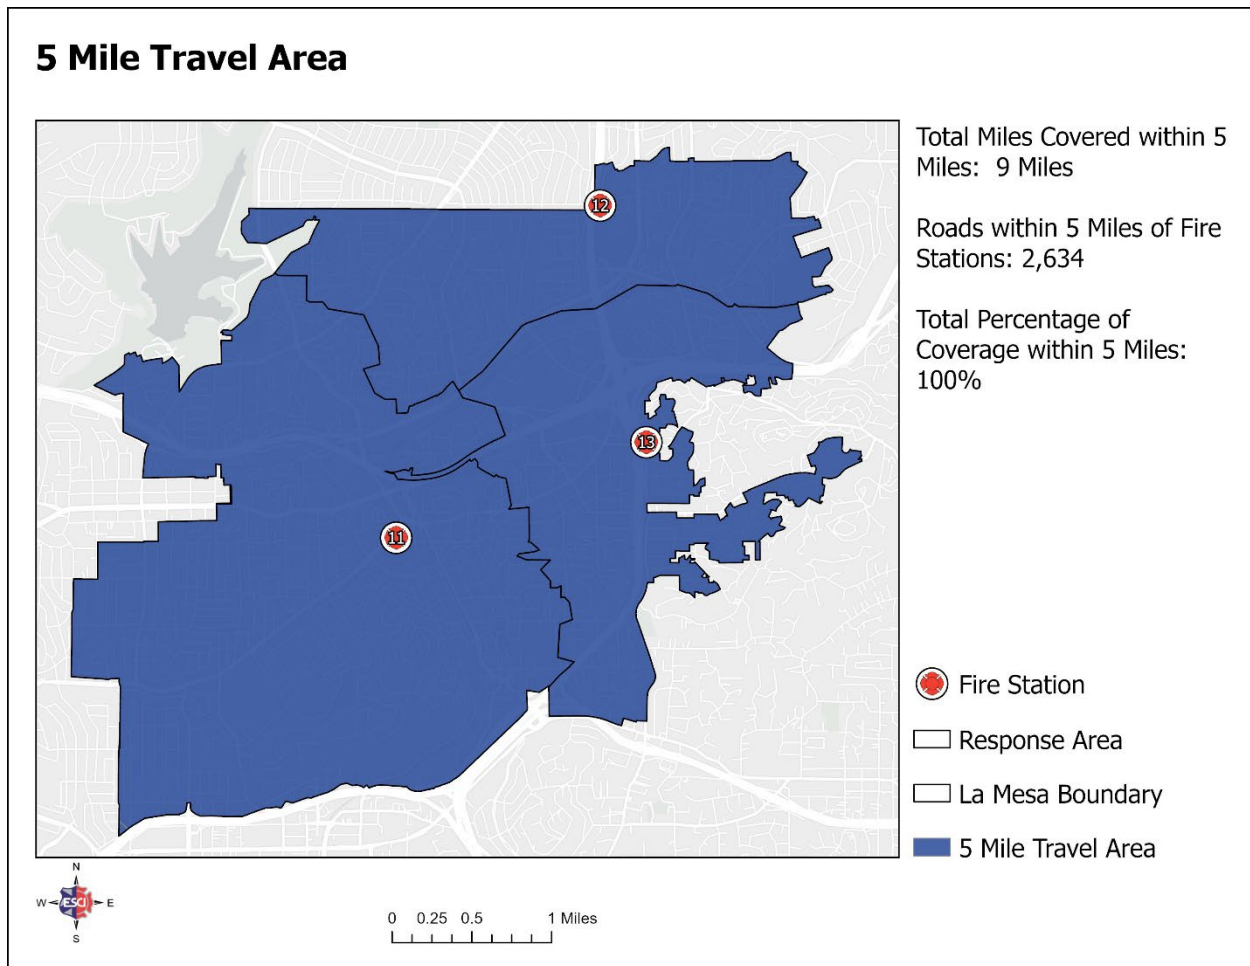 5 Mile Travel Area
Total Miles Covered within 5
Miles: 9 Miles
Roads within 5 Miles of Fire
Stations: 2,634
Total Percentage of
Coverage within 5 Miles:
100%
12
13
11
Fire Station
Response Area
La Mesa Boundary
5 Mile Travel Area
N
W ESCI E
S
0 0.25 0.5 1 Miles